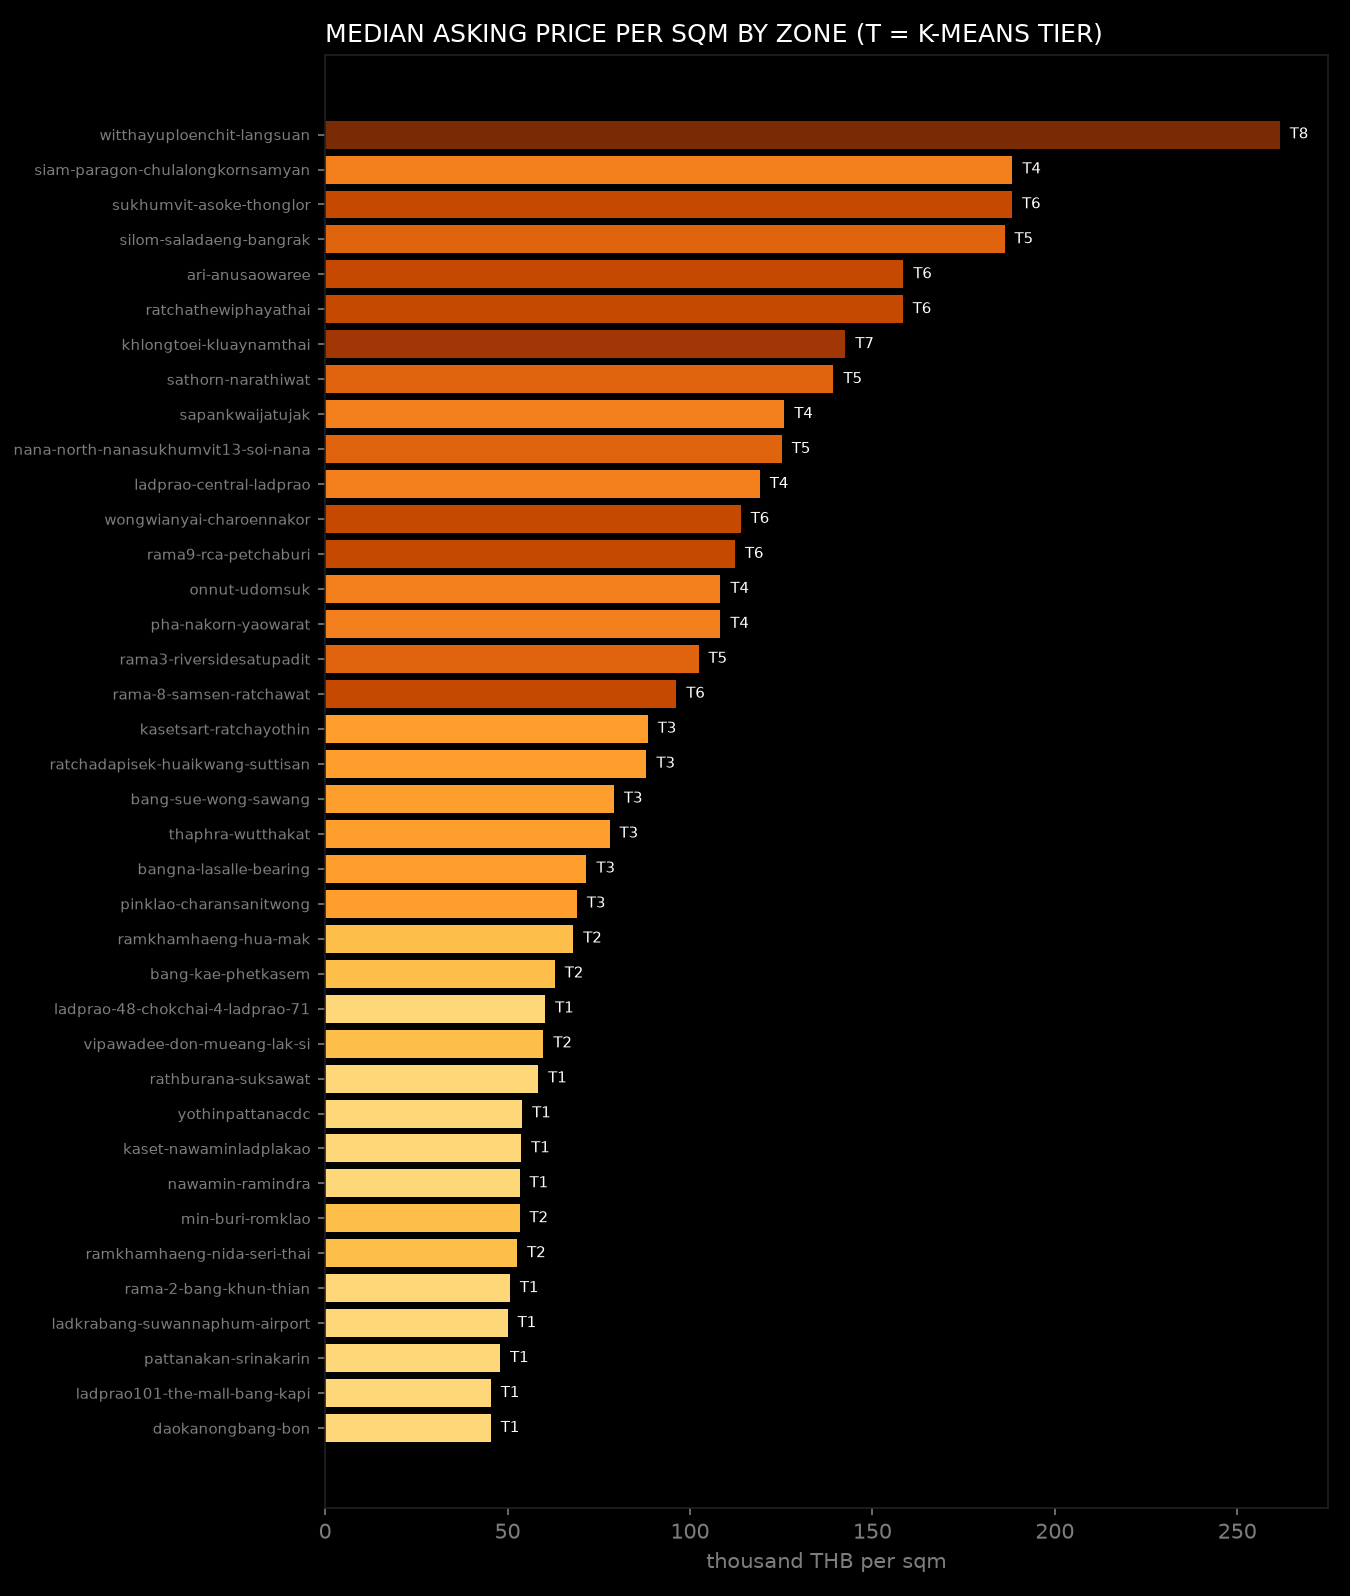 MEDIAN ASKING PRICE PER SQM BY ZONE (T = K-MEANS TIER)
witthayuploenchit-langsuan T8
siam-paragon-chulalongkornsamyan T4
sukhumvit-asoke-thonglor T6
silom-saladaeng-bangrak T5
ari-anusaowaree T6
ratchathewiphayathai T6
khlongtoei-kluaynamthai T7
sathorn-narathiwat T5
sapankwaijatujak T4
nana-north-nanasukhumvit13-soi-nana T5
ladprao-central-ladprao T4
wongwianyai-charoennakor T6
rama9-rca-petchaburi T6
onnut-udomsuk T4
pha-nakorn-yaowarat T4
rama3-riversidesatupadit T5
rama-8-samsen-ratchawat T6
kasetsart-ratchayothin T3
ratchadapisek-huaikwang-suttisan T3
bang-sue-wong-sawang T3
thaphra-wutthakat T3
bangna-lasalle-bearing T3
pinklao-charansanitwong T3
ramkhamhaeng-hua-mak T2
bang-kae-phetkasem T2
ladprao-48-chokchai-4-ladprao-71 T1
vipawadee-don-mueang-lak-si T2
rathburana-suksawat T1
yothinpattanacdc T1
kaset-nawaminladplakao T1
nawamin-ramindra T1
min-buri-romklao T2
ramkhamhaeng-nida-seri-thai T2
rama-2-bang-khun-thian T1
ladkrabang-suwannaphum-airport T1
pattanakan-srinakarin T1
ladprao101-the-mall-bang-kapi T1
daokanongbang-bon T1
0 50 100 150 200 250
thousand THB per sqm